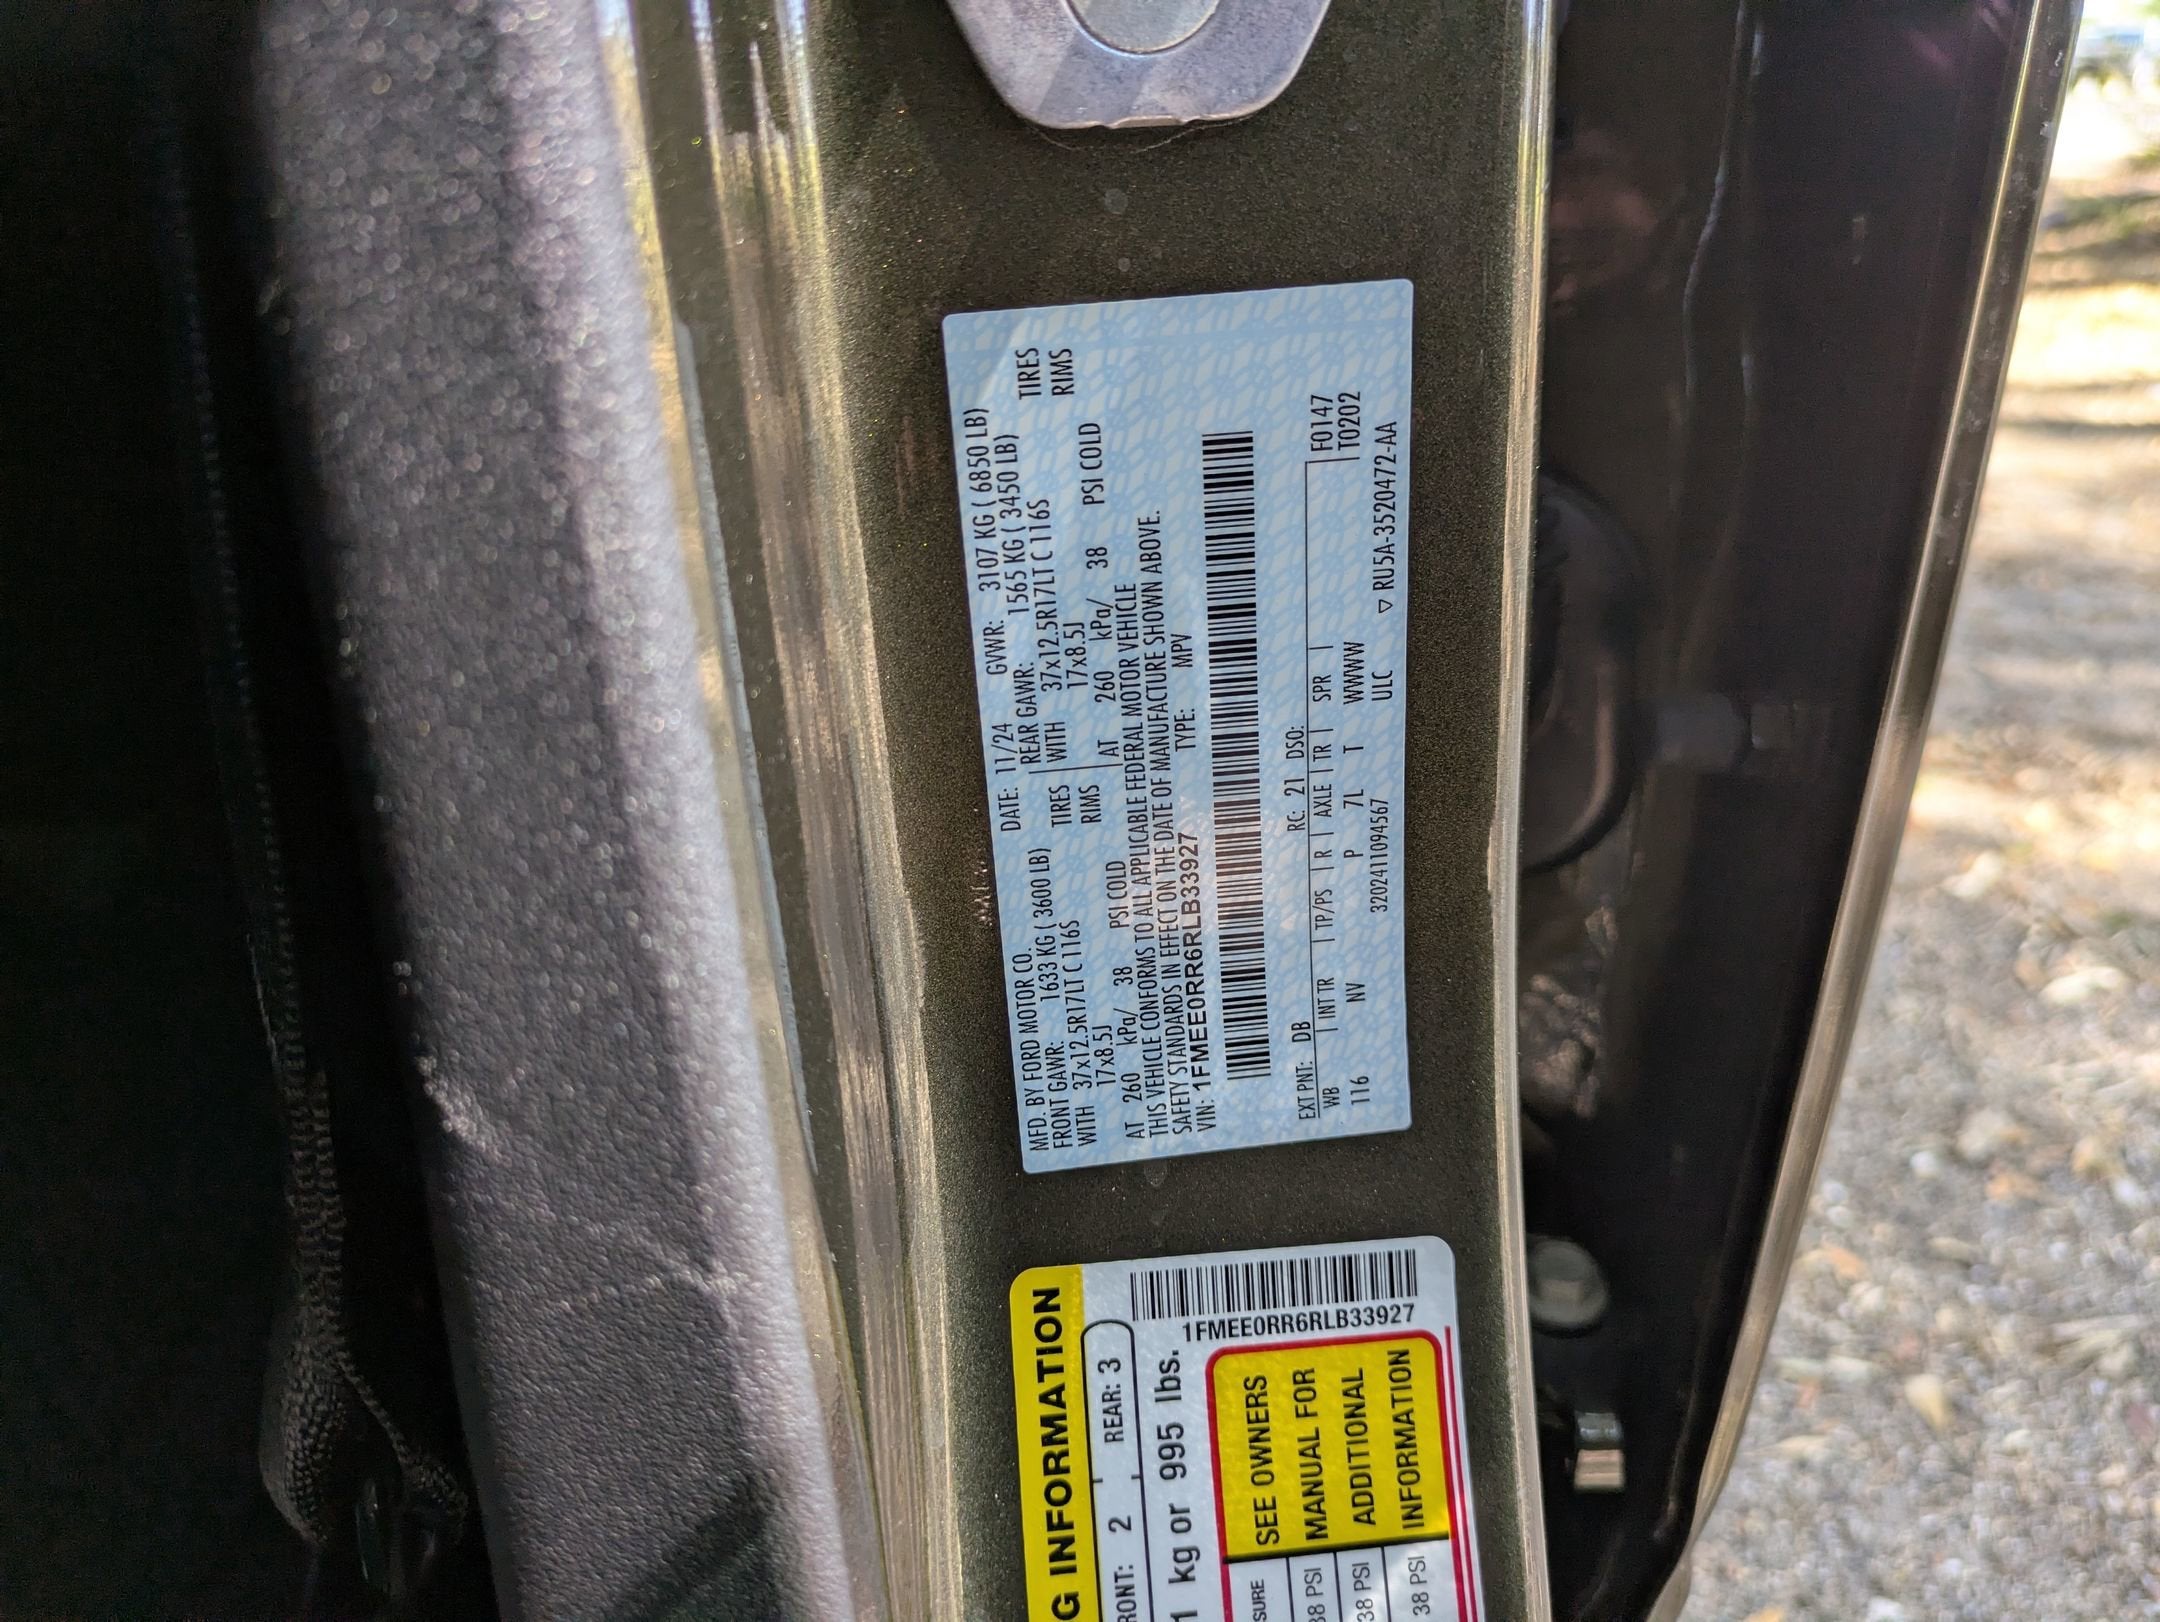 MFD. BY FORD MOTOR CO. DATE: 11/24 GVWR: 3107 KG ( 6850 LB)
FRONT GAWR: 1633 KG ( 3600 LB) REAR GAWR: 1565 KG ( 3450 LB)
WITH 37x12.5R17LT C 116S TIRES WITH 37x12.5R17LT C 116S TIRES
17x8.5J RIMS 17x8.5J RIMS
AT 260 kPa/ 38 PSI COLD AT 260 kPa/ 38 PSI COLD
THIS VEHICLE CONFORMS TO ALL APPLICABLE FEDERAL MOTOR VEHICLE
SAFETY STANDARDS IN EFFECT ON THE DATE OF MANUFACTURE SHOWN ABOVE.
VIN: 1FMEE0RR6RLB33927 TYPE: MPV
EXT PNT: DB RC: 21 DSO:
WB | INT TR | TP/PS | R | AXLE | TR | SPR | F0147
116 NV P 7L T WWWW T0202
3202411094567 ULC ▽ RU5A-3520472-AA
G INFORMATION
RONT: 2 REAR: 3
1 kg or 995 lbs.
1FMEE0RR6RLB33927
SURE
38 PSI
38 PSI
38 PSI
SEE OWNERS
MANUAL FOR
ADDITIONAL
INFORMATION